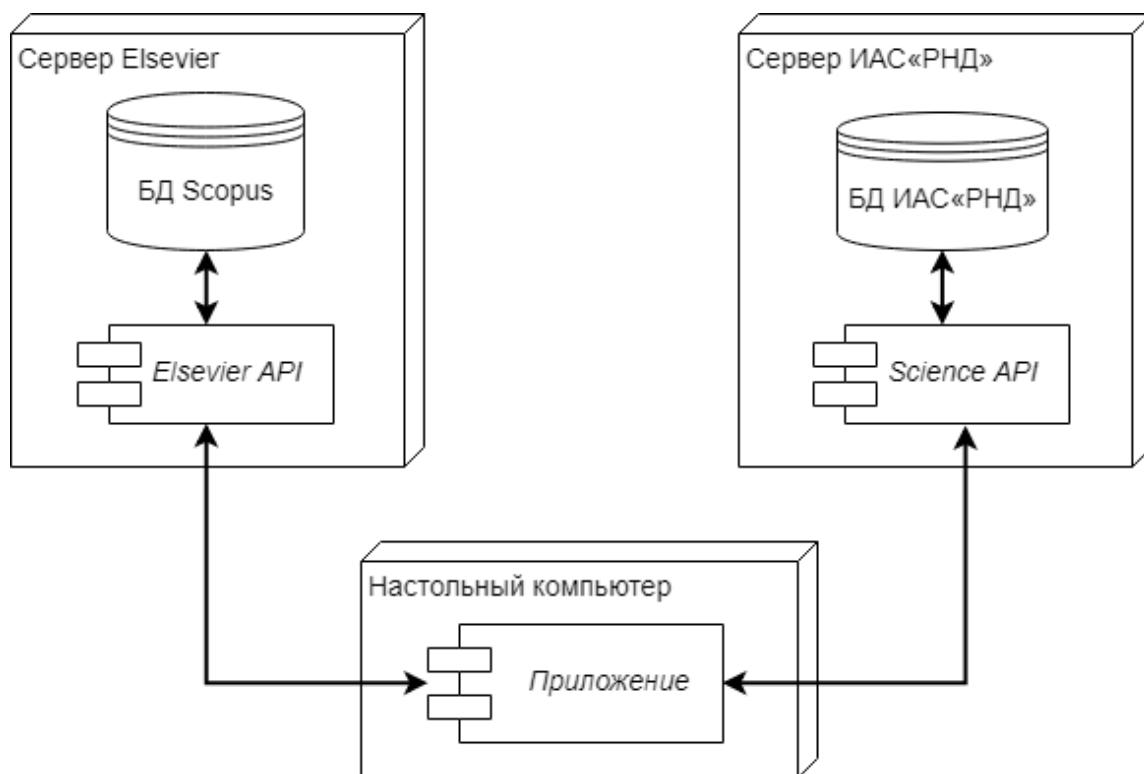 Сервер Elsevier
БД Scopus
Elsevier API
Сервер ИАС«РНД»
БД ИАС«РНД»
Science API
Настольный компьютер
Приложение